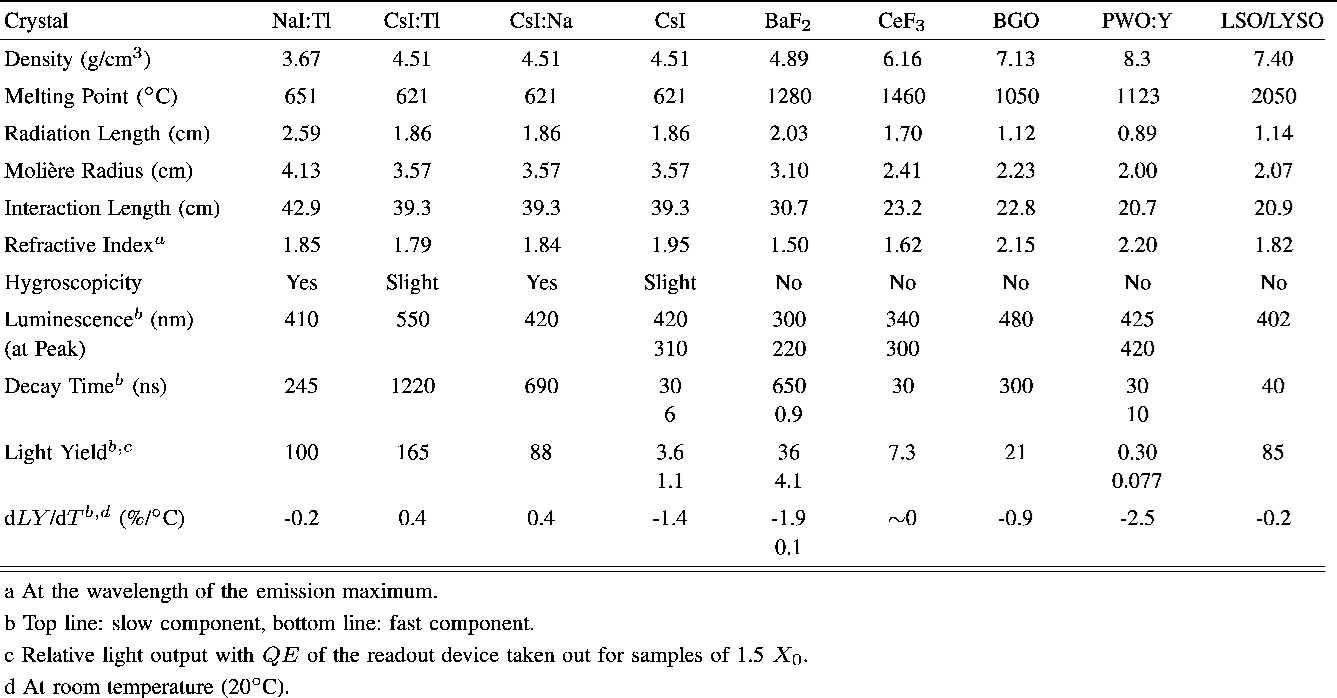 Crystal NaI:Tl CsI:Tl CsI:Na CsI BaF₂ CeF₃ BGO PWO:Y LSO/LYSO
Density (g/cm³) 3.67 4.51 4.51 4.51 4.89 6.16 7.13 8.3 7.40
Melting Point (°C) 651 621 621 621 1280 1460 1050 1123 2050
Radiation Length (cm) 2.59 1.86 1.86 1.86 2.03 1.70 1.12 0.89 1.14
Molière Radius (cm) 4.13 3.57 3.57 3.57 3.10 2.41 2.23 2.00 2.07
Interaction Length (cm) 42.9 39.3 39.3 39.3 30.7 23.2 22.8 20.7 20.9
Refractive Indexᵃ 1.85 1.79 1.84 1.95 1.50 1.62 2.15 2.20 1.82
Hygroscopicity Yes Slight Yes Slight No No No No No
Luminescenceᵇ (nm) 410 550 420 420 300 340 480 425 402
(at Peak) 310 220 300 420
Decay Timeᵇ (ns) 245 1220 690 30 650 30 300 30 40
6 0.9 10
Light Yieldᵇ,ᶜ 100 165 88 3.6 36 7.3 21 0.30 85
1.1 4.1 0.077
dLY/dTᵇ,ᵈ (%/°C) -0.2 0.4 0.4 -1.4 -1.9 ~0 -0.9 -2.5 -0.2
0.1
a At the wavelength of the emission maximum.
b Top line: slow component, bottom line: fast component.
c Relative light output with QE of the readout device taken out for samples of 1.5 X₀.
d At room temperature (20°C).